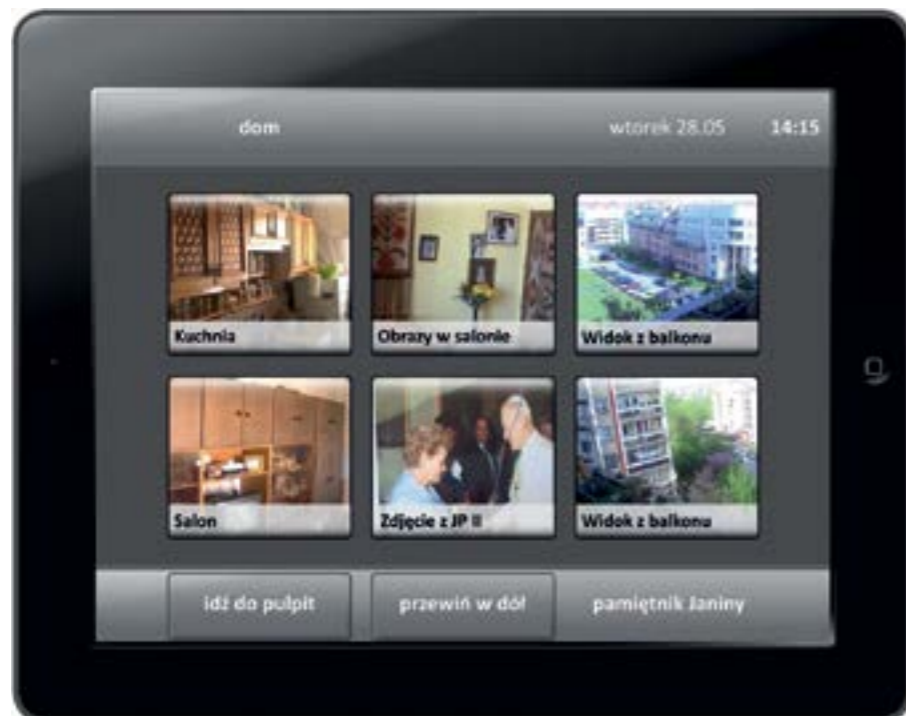 dom
wtorek 28.05
14:15
Kuchnia
Obrazy w salonie
Widok z balkonu
Salon
Zdjęcie z JP II
Widok z balkonu
idź do pulpit
przewiń w dół
pamiętnik Janiny